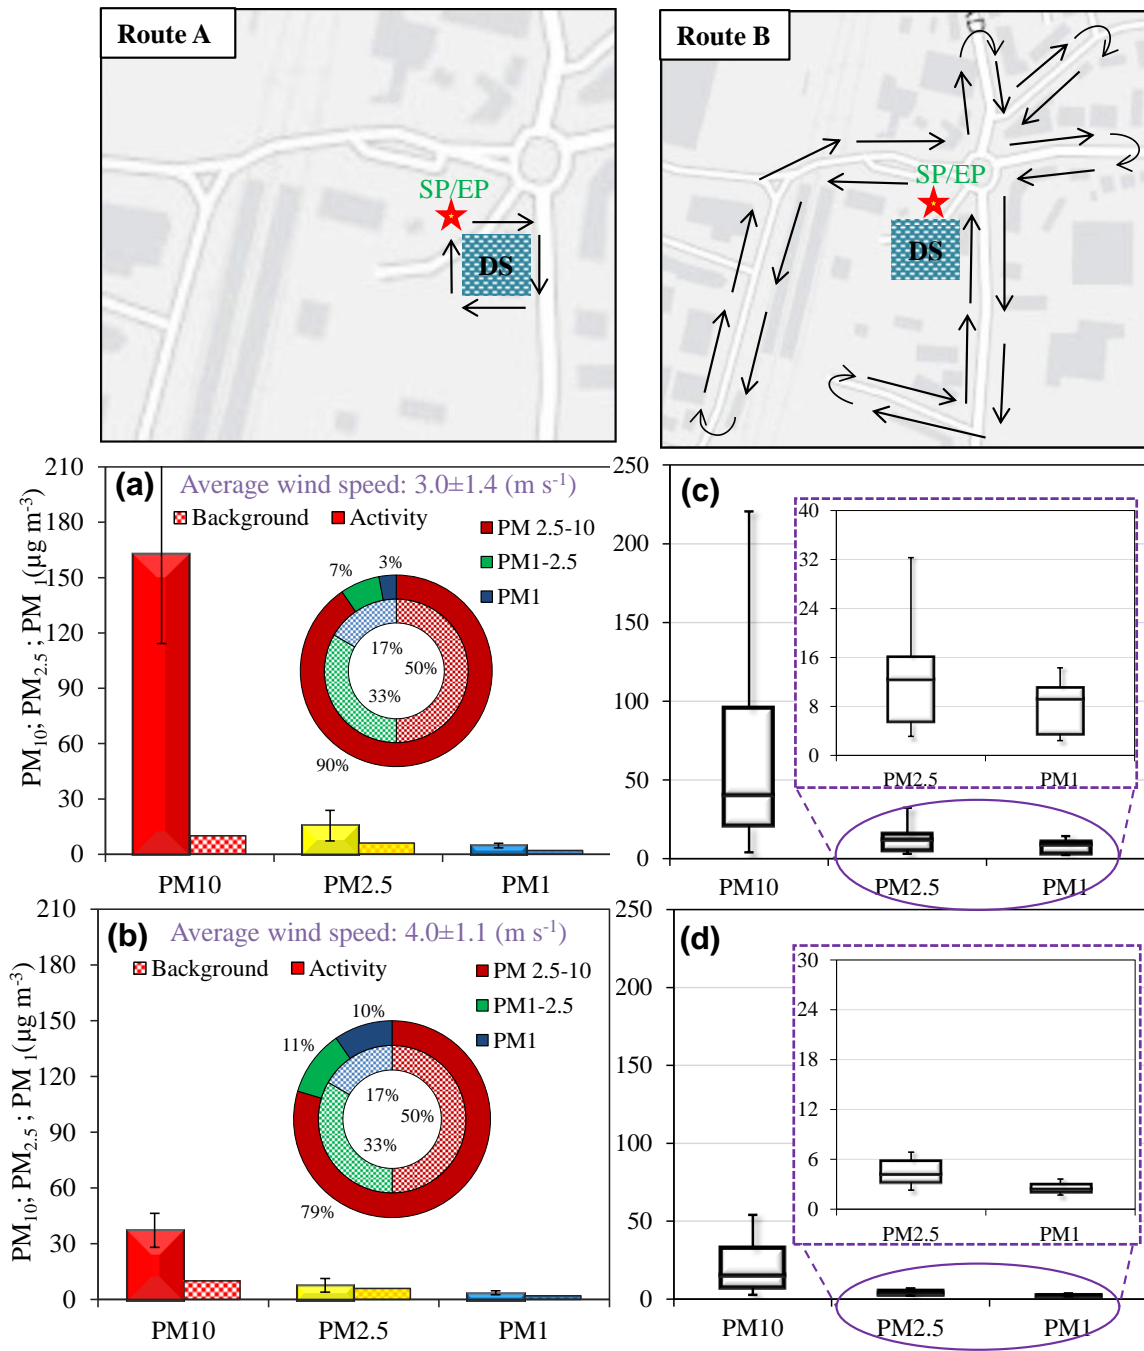 Route A
SP/EP
DS
Route B
SP/EP
DS
(a)
Average wind speed: 3.0±1.4 (m s-1)
Background
Activity
PM 2.5-10
PM1-2.5
PM1
7%
3%
17%
50%
33%
90%
PM10; PM2.5; PM 1(µg m-3)
210
180
150
120
90
60
30
0
PM10
PM2.5
PM1
(c)
250
200
150
100
50
0
40
32
24
16
8
0
PM2.5
PM1
PM10
PM2.5
PM1
(b)
Average wind speed: 4.0±1.1 (m s-1)
Background
Activity
PM 2.5-10
PM1-2.5
PM1
10%
11%
17%
50%
33%
79%
PM10; PM2.5; PM 1(µg m-3)
210
180
150
120
90
60
30
0
PM10
PM2.5
PM1
(d)
250
200
150
100
50
0
30
24
18
12
6
0
PM2.5
PM1
PM10
PM2.5
PM1